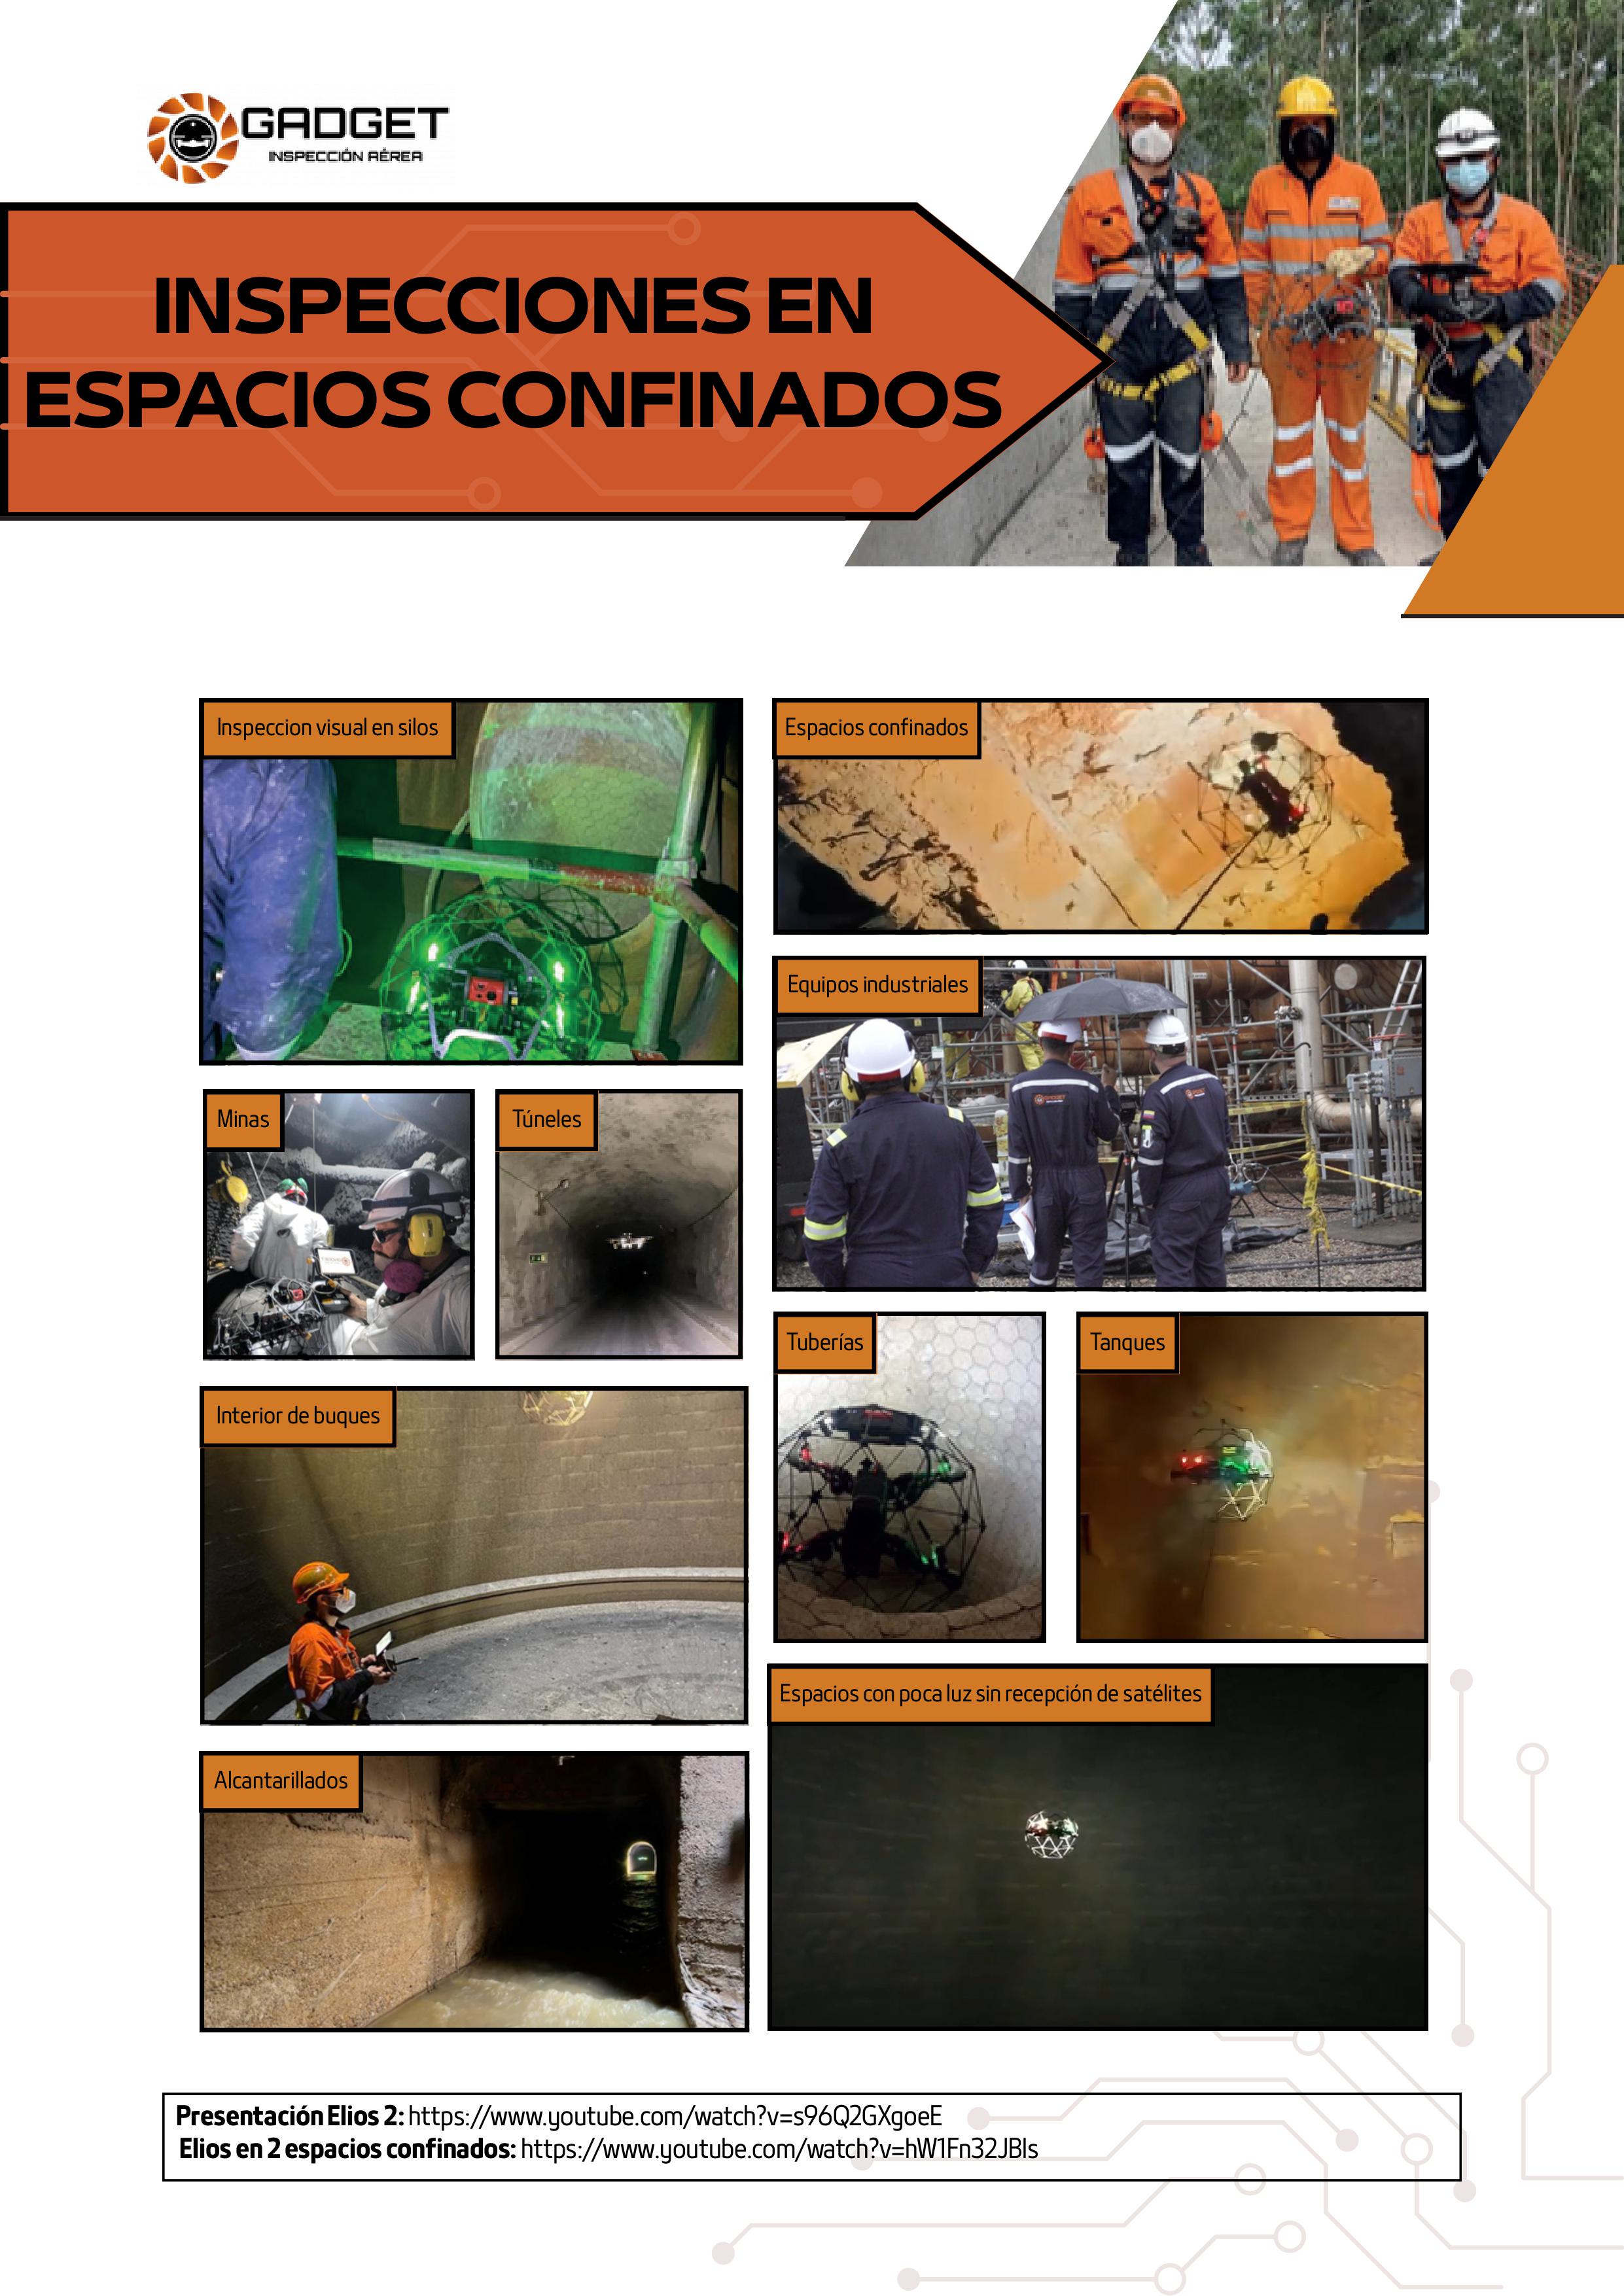 GADGET
INSPECCIÓN AÉREA
INSPECCIONES EN
ESPACIOS CONFINADOS
Inspeccion visual en silos
Espacios confinados
Equipos industriales
Minas
Túneles
Tuberías
Tanques
Interior de buques
Espacios con poca luz sin recepción de satélites
Alcantarillados
Presentación Elios 2: https://www.youtube.com/watch?v=s96Q2GXgoeE
Elios en 2 espacios confinados: https://www.youtube.com/watch?v=hW1Fn32JBIs